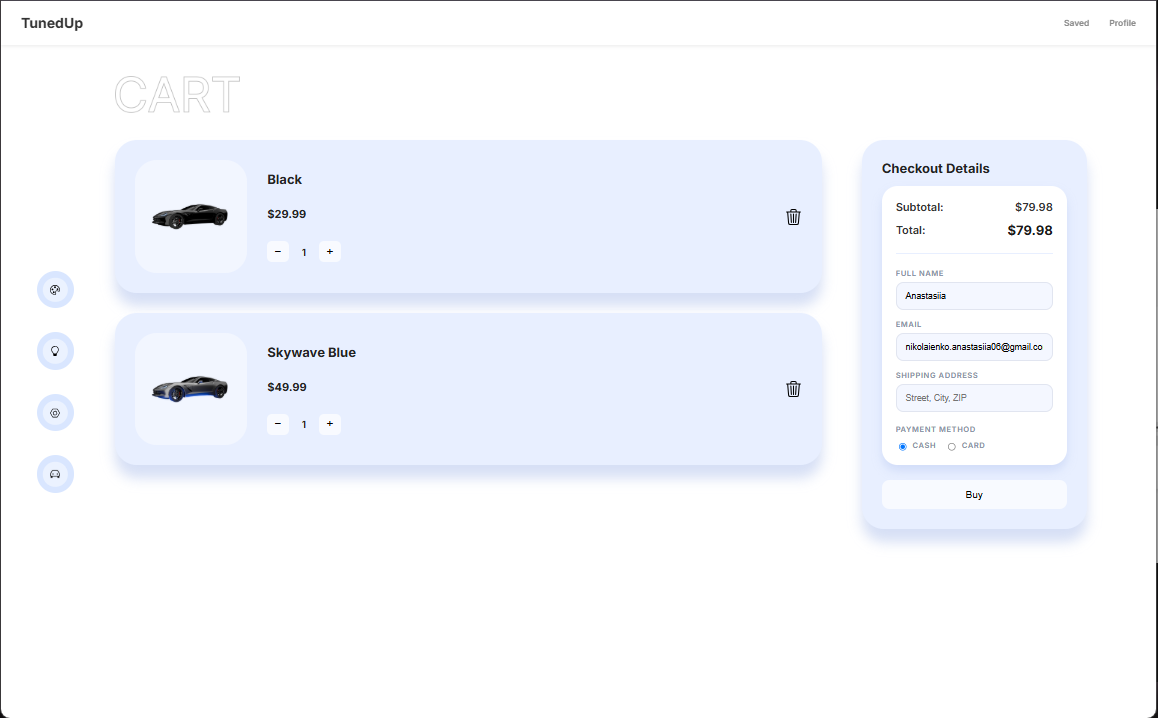 TunedUp
Saved Profile
CART
Black
$29.99
− 1 +
Skywave Blue
$49.99
− 1 +
Checkout Details
Subtotal: $79.98
Total: $79.98
FULL NAME
Anastasiia
EMAIL
nikolaienko.anastasiia06@gmail.co
SHIPPING ADDRESS
Street, City, ZIP
PAYMENT METHOD
CASH CARD
Buy